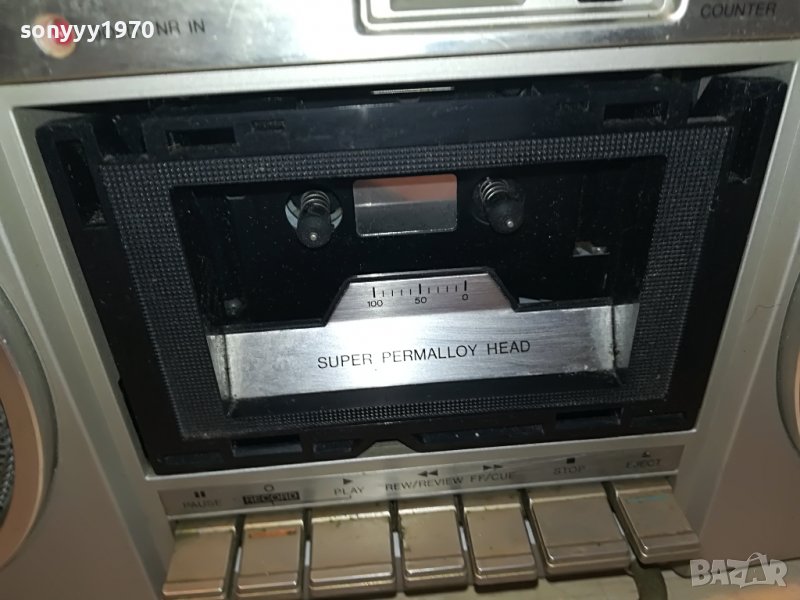 sonyyy1970
NR IN
COUNTER
100 50 0
SUPER PERMALLOY HEAD
PAUSE RECORD PLAY REW/REVIEW FF/CUE STOP EJECT
BAZAR